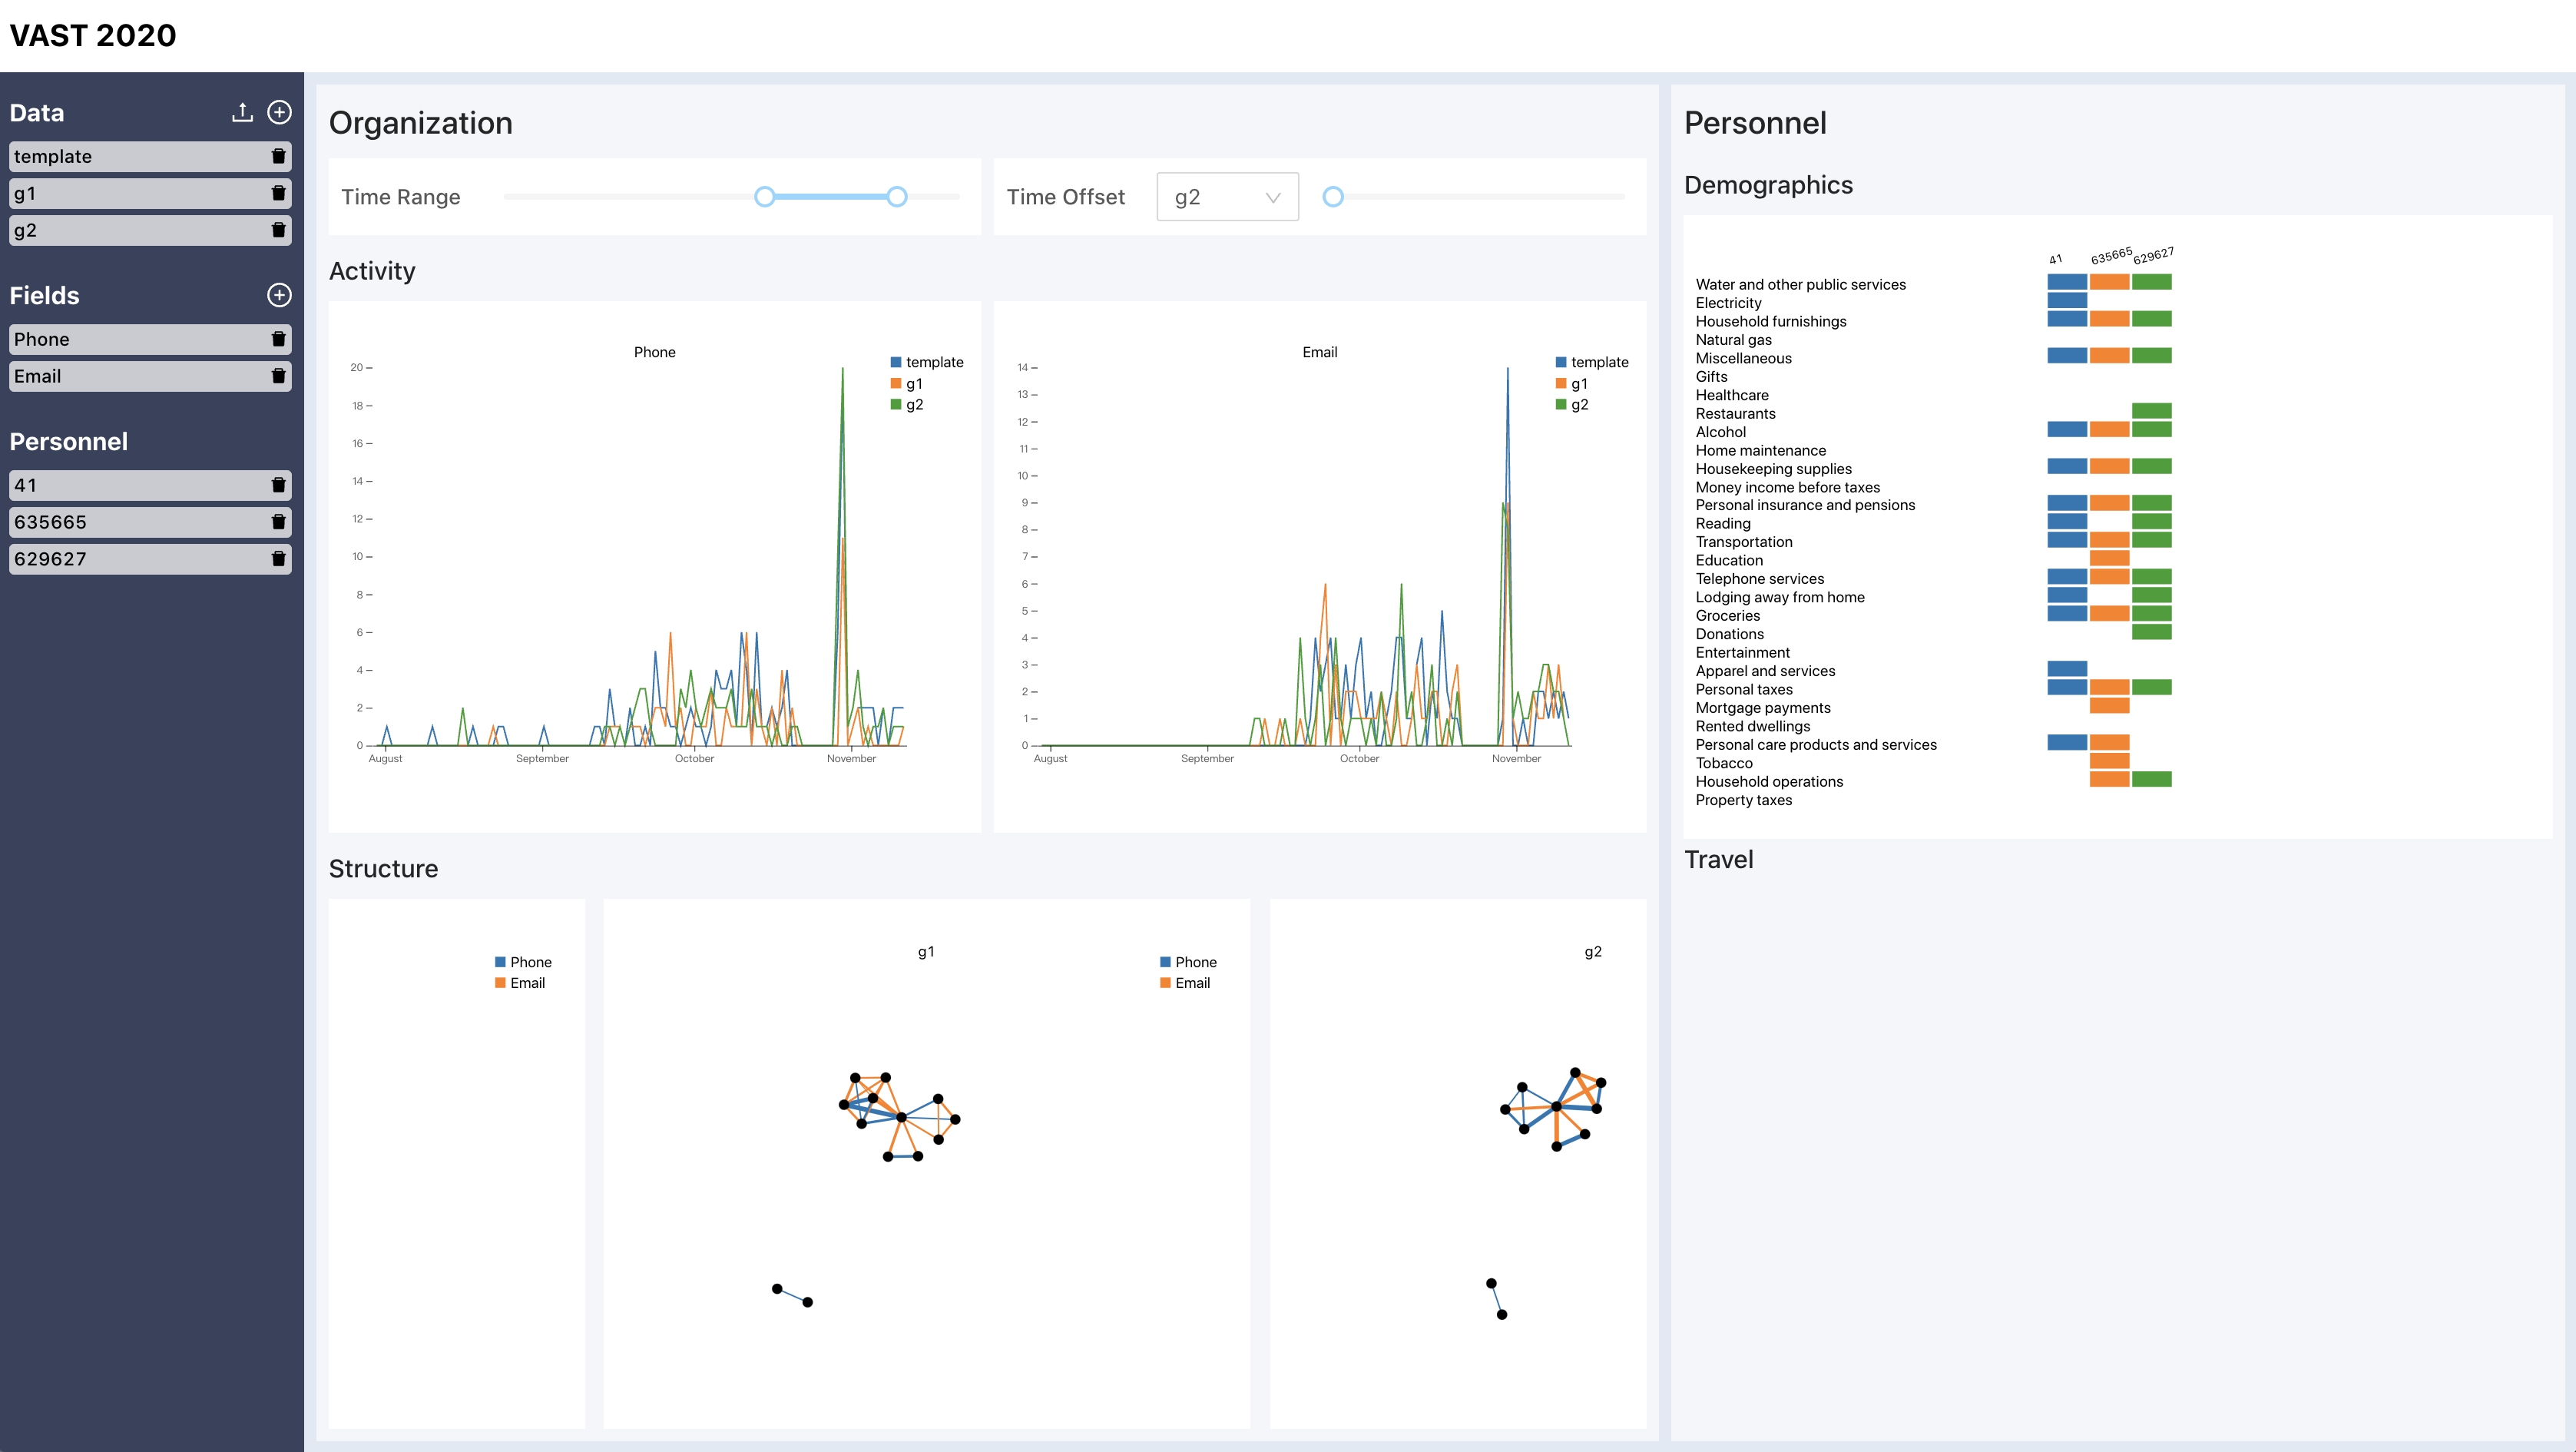 VAST 2020
Data
template
g1
g2
Fields
Phone
Email
Personnel
41
635665
629627
Organization
Time Range
Time Offset
g2
Activity
Phone
template
g1
g2
20
18
16
14
12
10
8
6
4
2
0
August
September
October
November
Email
template
g1
g2
14
13
12
11
10
9
8
7
6
5
4
3
2
1
0
August
September
October
November
Structure
Phone
Email
g1
Phone
Email
g2
Personnel
Demographics
41
635665
629627
Water and other public services
Electricity
Household furnishings
Natural gas
Miscellaneous
Gifts
Healthcare
Restaurants
Alcohol
Home maintenance
Housekeeping supplies
Money income before taxes
Personal insurance and pensions
Reading
Transportation
Education
Telephone services
Lodging away from home
Groceries
Donations
Entertainment
Apparel and services
Personal taxes
Mortgage payments
Rented dwellings
Personal care products and services
Tobacco
Household operations
Property taxes
Travel